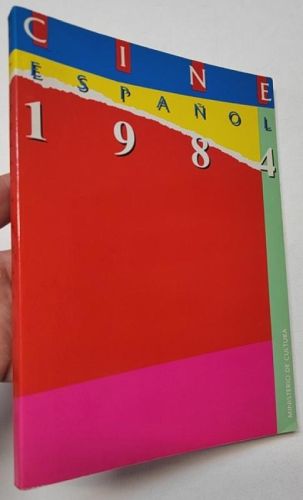 CINE
ESPAÑOL
1984
MINISTERIO DE CULTURA